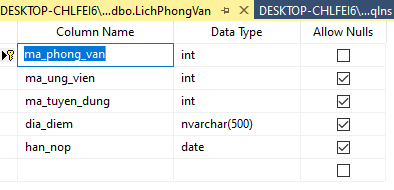 DESKTOP-CHLFEI6\...dbo.LichPhongVan DESKTOP-CHLFEI6\...qlns
Column Name Data Type Allow Nulls
ma_phong_van int
ma_ung_vien int
ma_tuyen_dung int
dia_diem nvarchar(500)
han_nop date